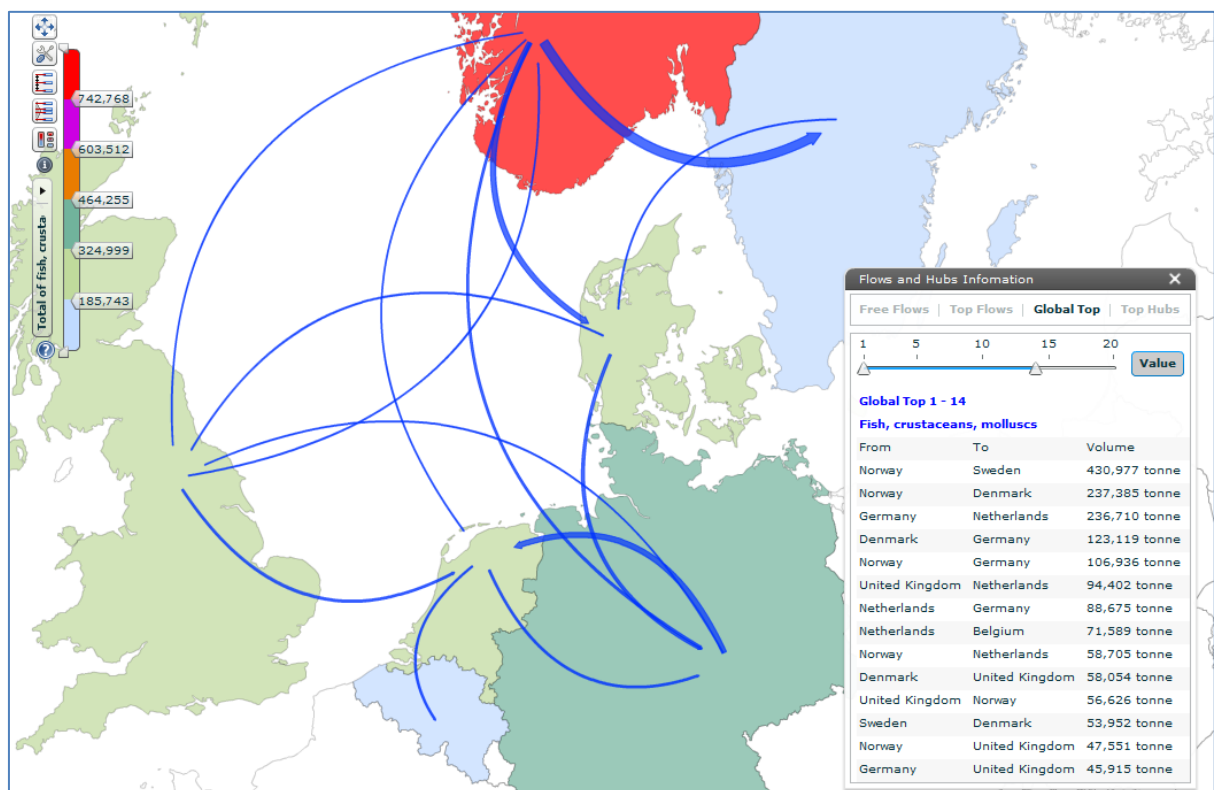 742,768
603,512
464,255
324,999
185,743
Total of fish, crusta
Flows and Hubs Infomation
Free Flows | Top Flows | Global Top | Top Hubs
1 5 10 15 20
Value
Global Top 1 - 14
Fish, crustaceans, molluscs
From To Volume
Norway Sweden 430,977 tonne
Norway Denmark 237,385 tonne
Germany Netherlands 236,710 tonne
Denmark Germany 123,119 tonne
Norway Germany 106,936 tonne
United Kingdom Netherlands 94,402 tonne
Netherlands Germany 88,675 tonne
Netherlands Belgium 71,589 tonne
Norway Netherlands 58,705 tonne
Denmark United Kingdom 58,054 tonne
United Kingdom Norway 56,626 tonne
Sweden Denmark 53,952 tonne
Norway United Kingdom 47,551 tonne
Germany United Kingdom 45,915 tonne